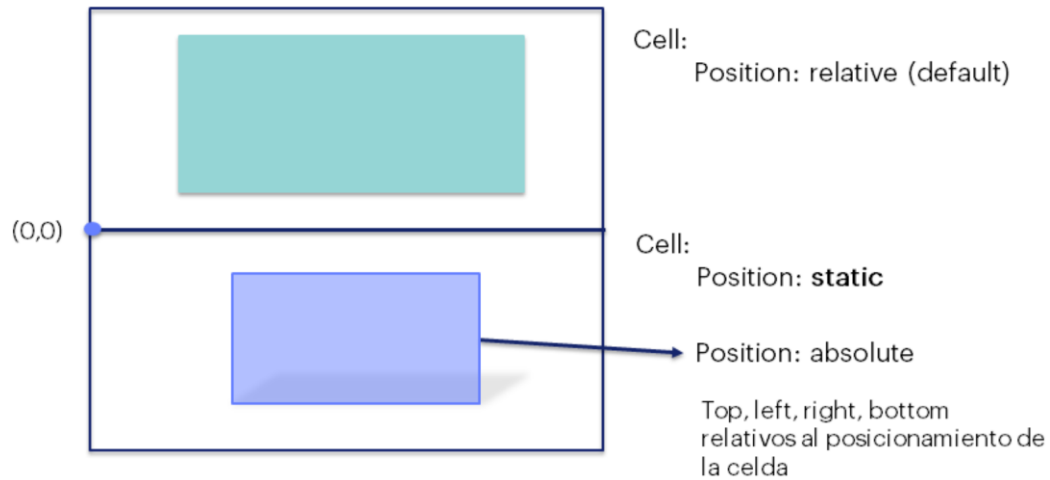 Cell:
Position: relative (default)
(0,0)
Cell:
Position: static
Position: absolute
Top, left, right, bottom
relativos al posicionamiento de
la celda